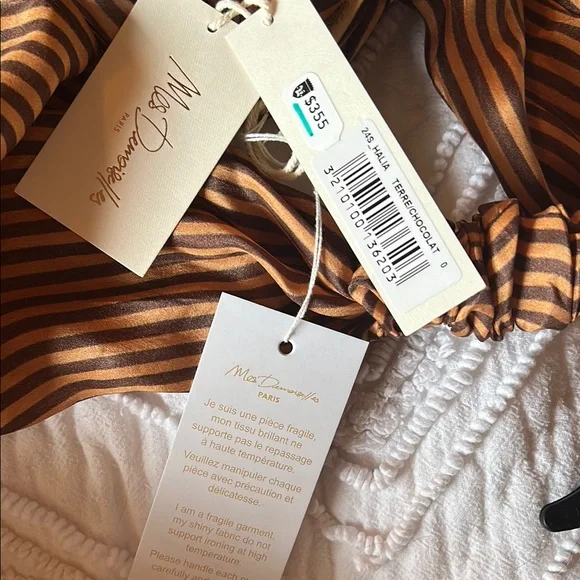 Mes Demoiselles
PARIS
$355
24S_HALIA TERRE/CHOCOLAT 0
3210100136203
Mes Demoiselles
PARIS
Je suis une pièce fragile,
mon tissu brillant ne
supporte pas le repassage
à haute température.
Veuillez manipuler chaque
pièce avec précaution et
délicatesse.
I am a fragile garment,
my shiny fabric do not
support ironing at high
temperature.
Please handle each
carefully and